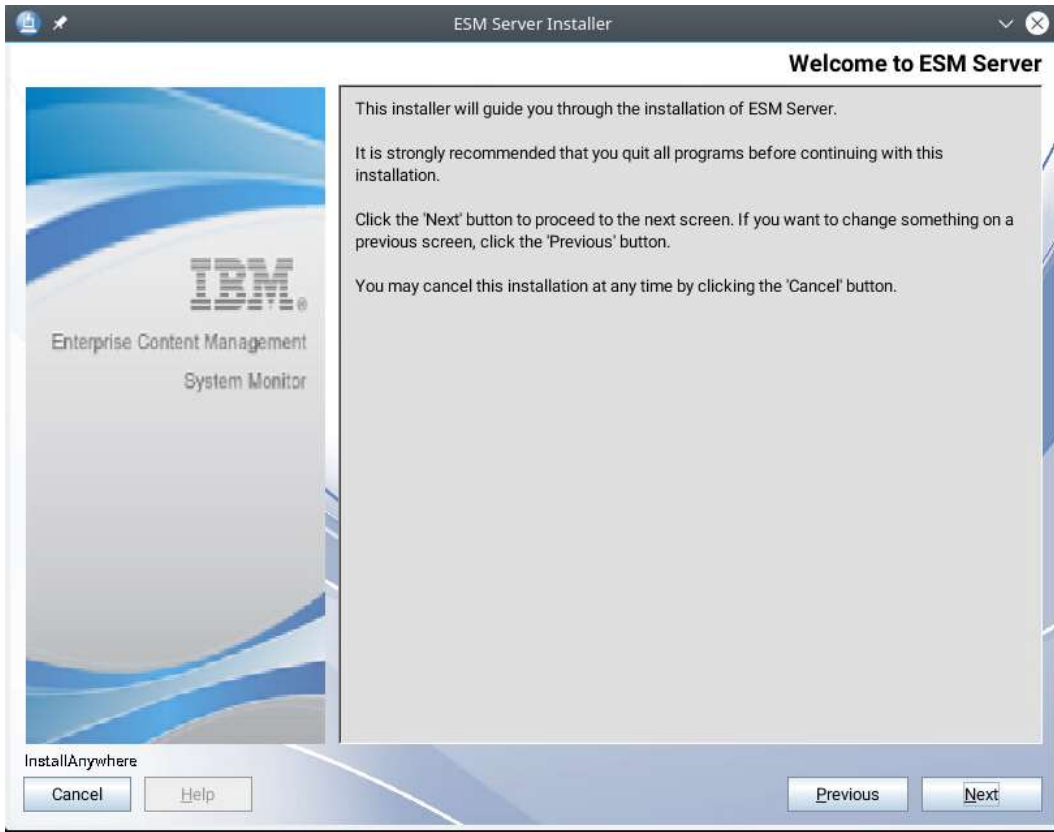 ESM Server Installer
Welcome to ESM Server
This installer will guide you through the installation of ESM Server.
It is strongly recommended that you quit all programs before continuing with this
installation.
Click the 'Next' button to proceed to the next screen. If you want to change something on a
previous screen, click the 'Previous' button.
You may cancel this installation at any time by clicking the 'Cancel' button.
IBM®
Enterprise Content Management
System Monitor
InstallAnywhere
Cancel Help Previous Next